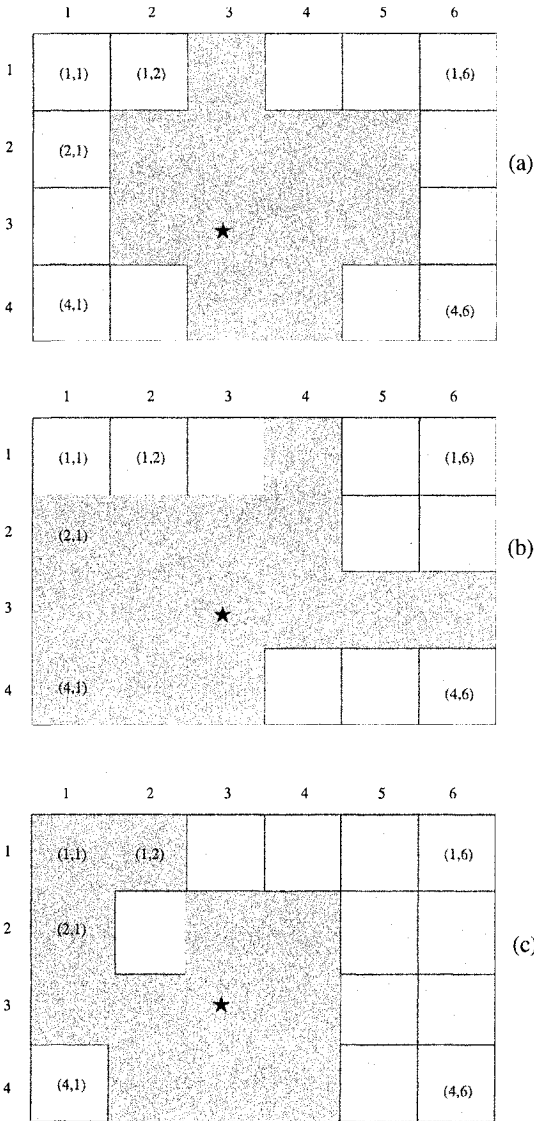 1 2 3 4 5 6
1 (1,1) (1,2) (1,6)
2 (2,1)
(a)
3
4 (4,1) (4,6)
1 2 3 4 5 6
1 (1,1) (1,2) (1,6)
2 (2,1)
(b)
3
4 (4,1) (4,6)
1 2 3 4 5 6
1 (1,1) (1,2) (1,6)
2 (2,1)
(c)
3
4 (4,1) (4,6)